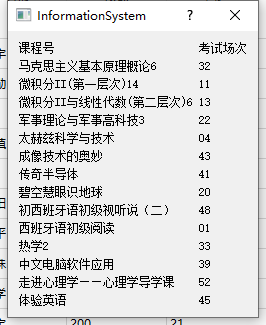 InformationSystem ? ×
课程号 考试场次
马克思主义基本原理概论6 32
微积分II(第一层次)14 11
微积分II与线性代数(第二层次)6 13
军事理论与军事高科技3 22
太赫兹科学与技术 04
成像技术的奥妙 43
传奇半导体 41
碧空慧眼识地球 20
初西班牙语初级视听说（二） 48
西班牙语初级阅读 01
热学2 33
中文电脑软件应用 39
走进心理学——心理学导学课 52
体验英语 45
200 21